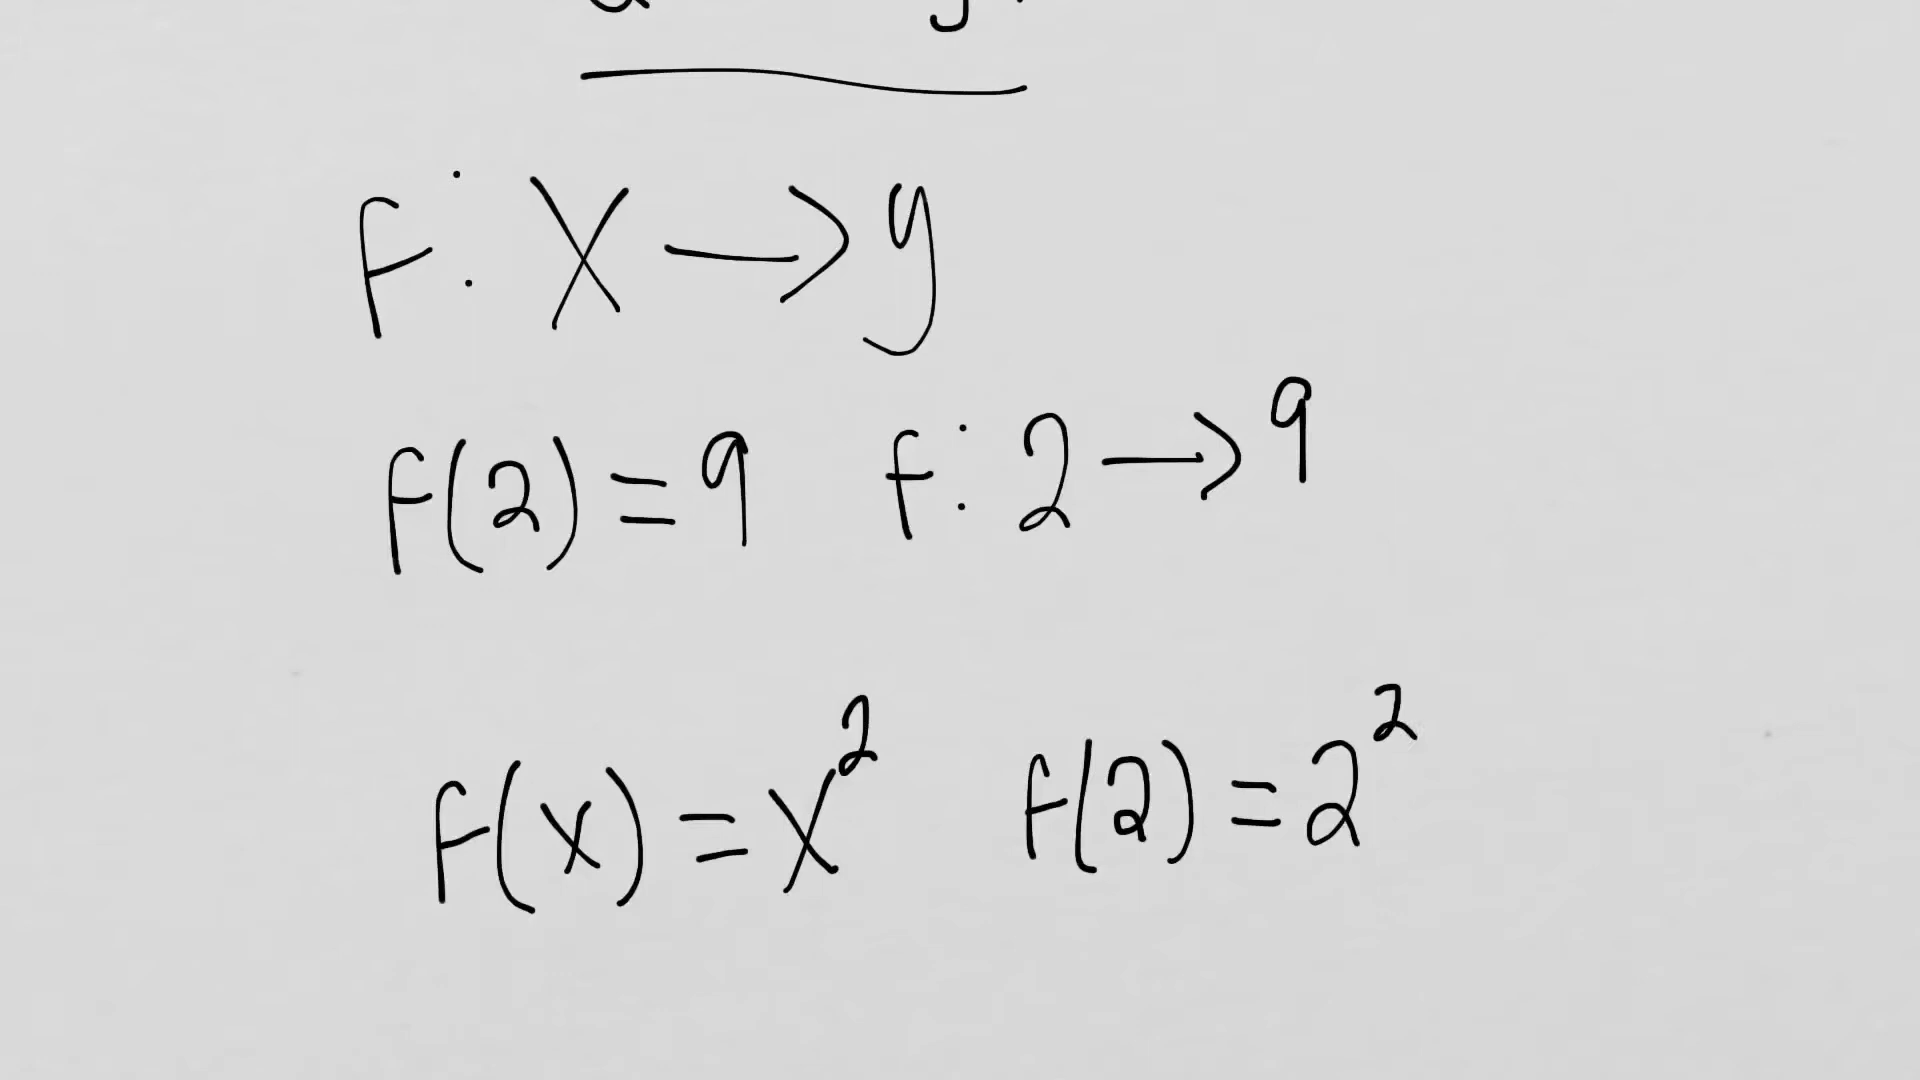 f: x → y
f(2) = 9 f: 2 → 9
f(x) = x² f(2) = 2²